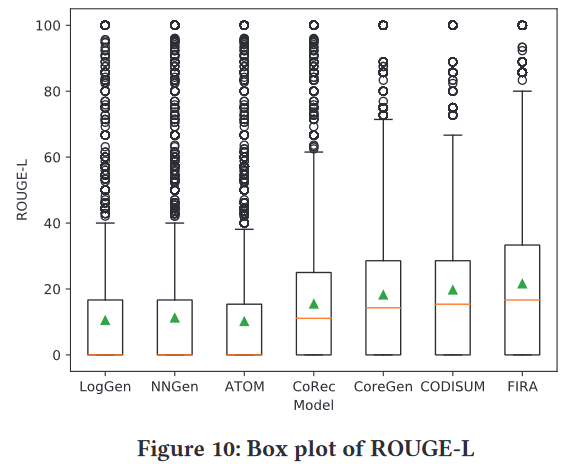 100
80
60
40
20
0
ROUGE-L
LogGen NNGen ATOM CoRec CoreGen CODISUM FIRA
Model
Figure 10: Box plot of ROUGE-L